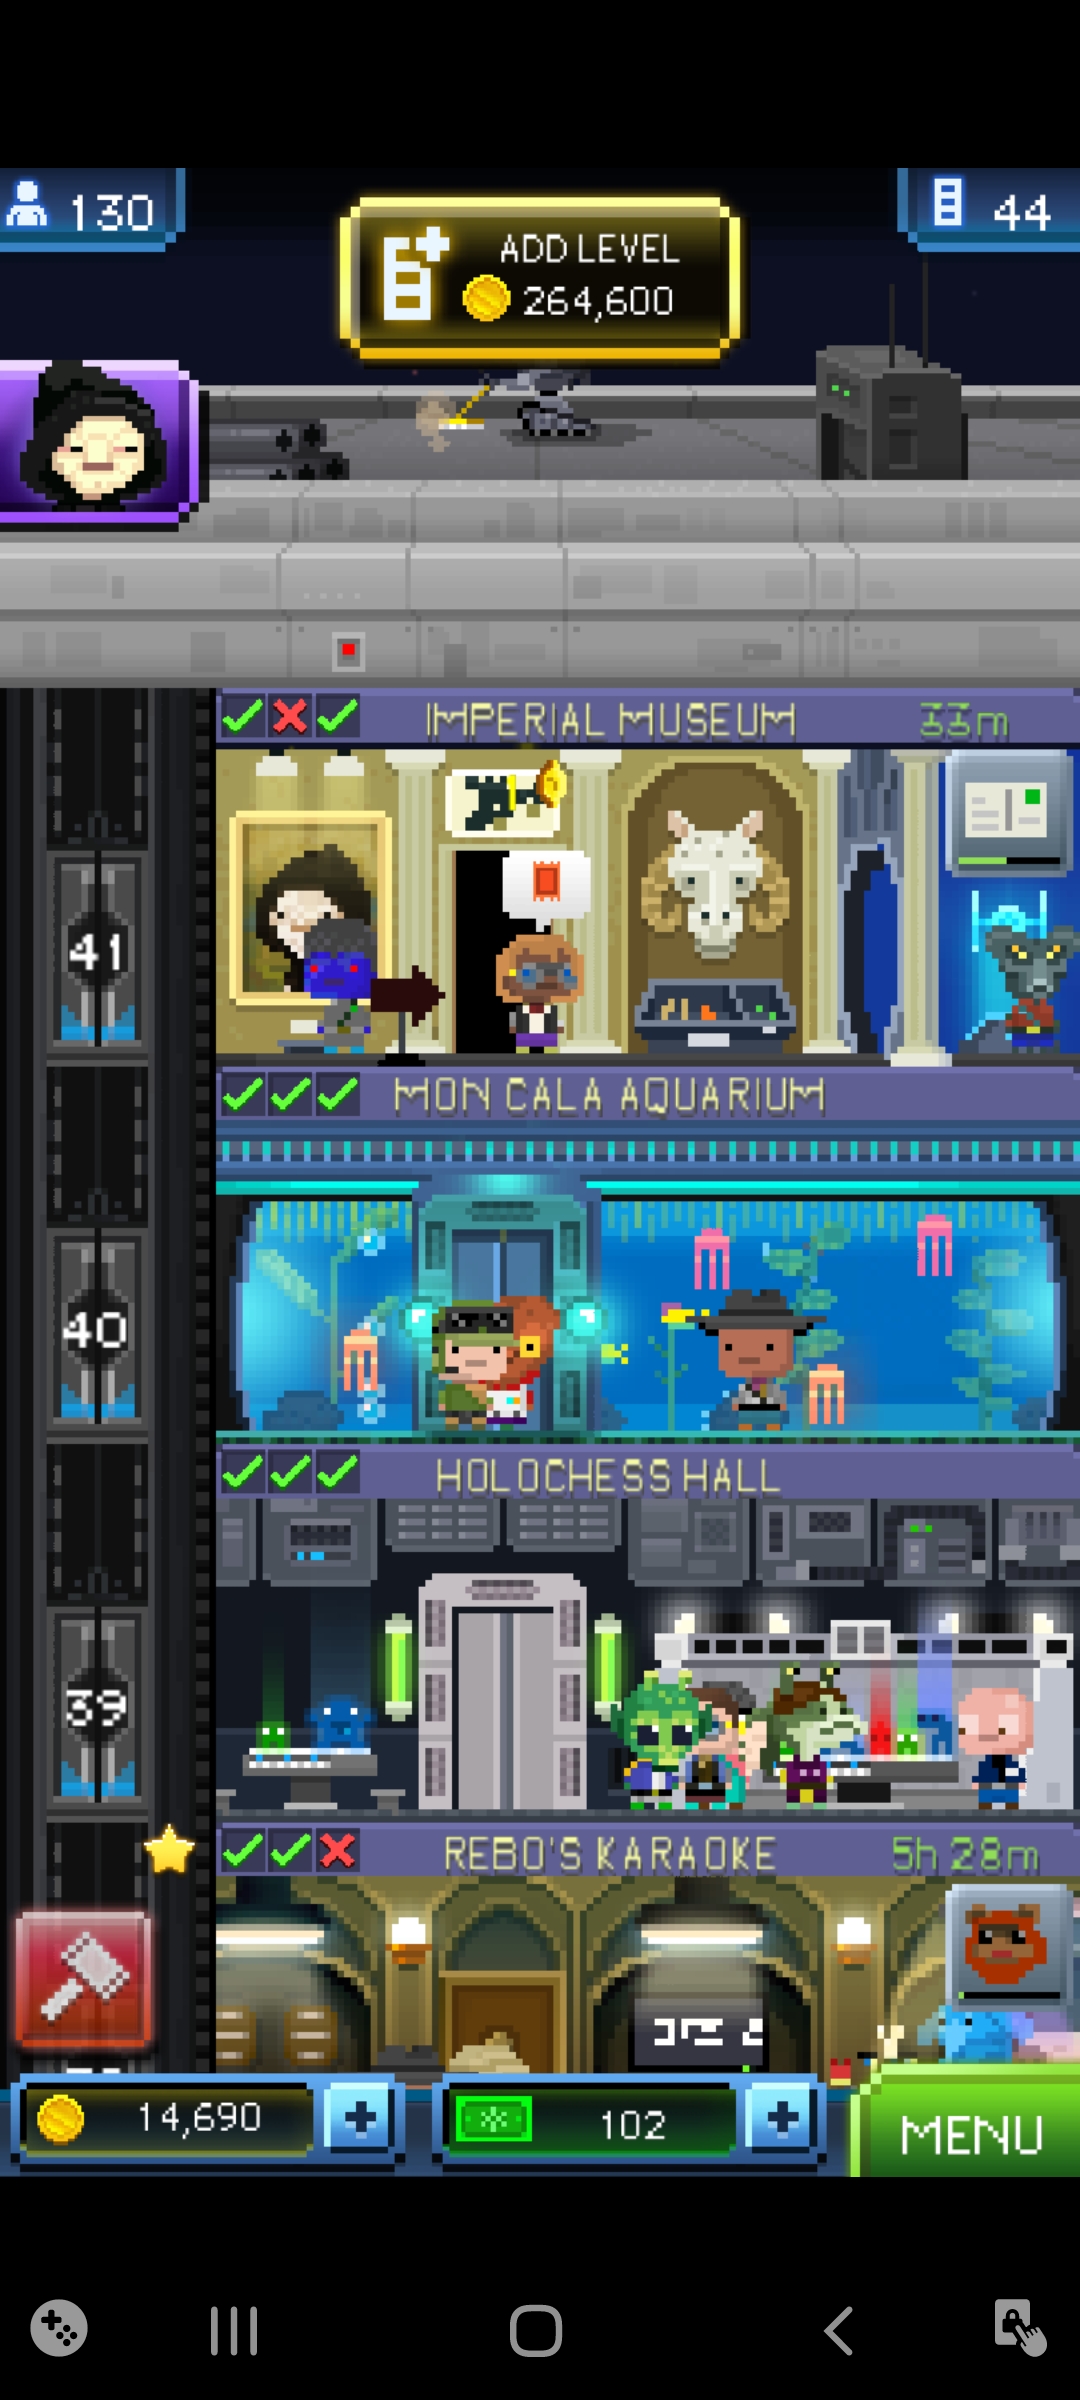 130
ADD LEVEL
264,600
44
IMPERIAL MUSEUM 33m
41
MON CALA AQUARIUM
40
HOLOCHESS HALL
39
REBO'S KARAOKE 5h 28m
14,690
102
MENU